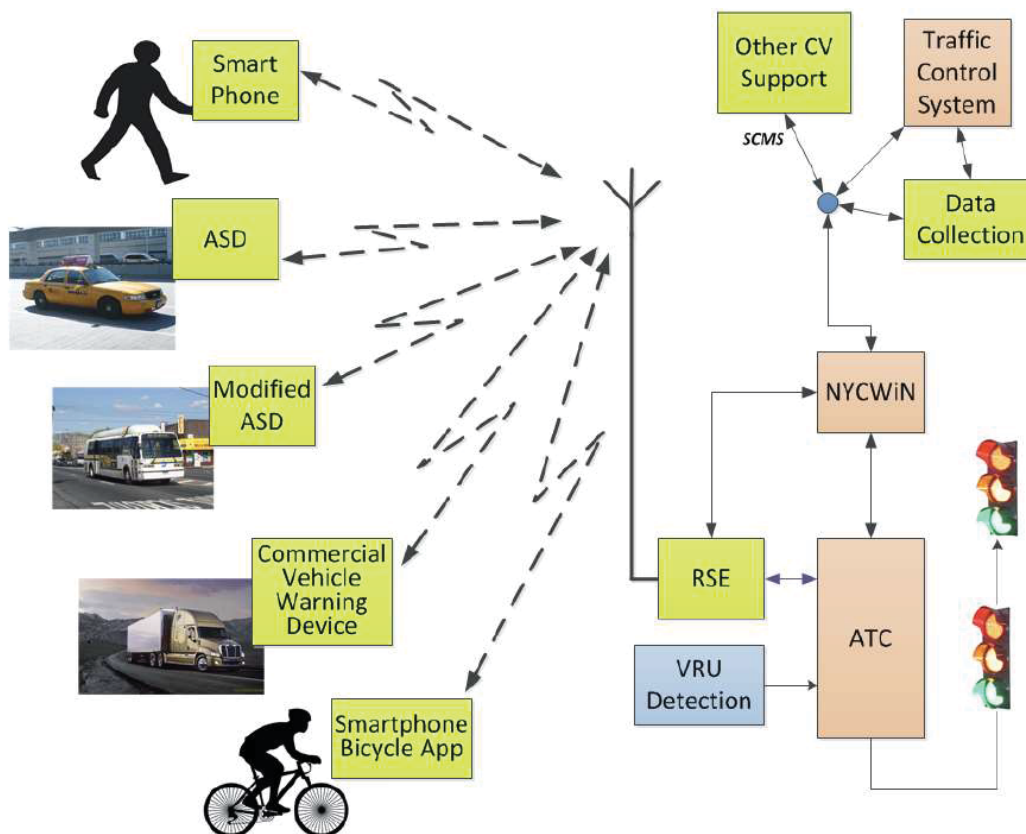 Smart
Phone
Other CV
Support
Traffic
Control
System
SCMS
ASD
Data
Collection
Modified
ASD
NYCWiN
Commercial
Vehicle
Warning
Device
RSE
ATC
VRU
Detection
Smartphone
Bicycle App